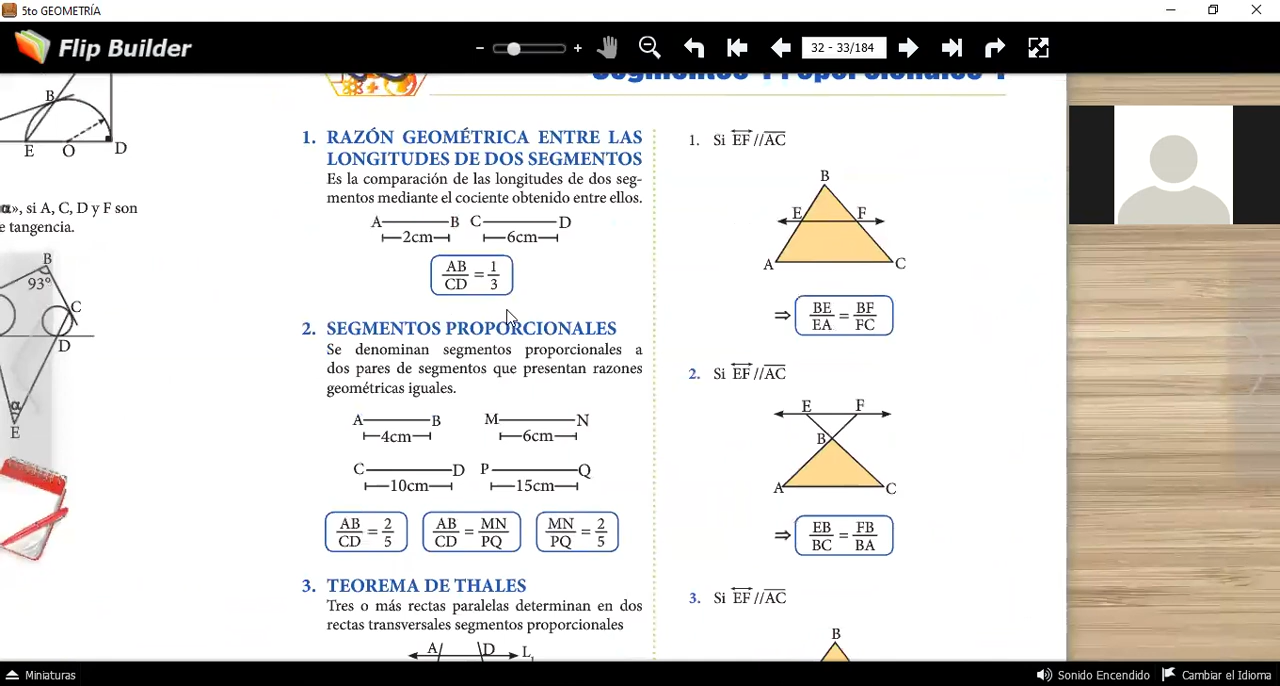 5to GEOMETRÍA
Flip Builder
32 - 33/184
B
E O D
α», si A, C, D y F son
e tangencia.
B
93°
C
D
α
E
1. RAZÓN GEOMÉTRICA ENTRE LAS
LONGITUDES DE DOS SEGMENTOS
Es la comparación de las longitudes de dos seg-
mentos mediante el cociente obtenido entre ellos.
A B C D
2cm 6cm
AB/CD = 1/3
2. SEGMENTOS PROPORCIONALES
Se denominan segmentos proporcionales a
dos pares de segmentos que presentan razones
geométricas iguales.
A B M N
4cm 6cm
C D P Q
10cm 15cm
AB/CD = 2/5 AB/CD = MN/PQ MN/PQ = 2/5
3. TEOREMA DE THALES
Tres o más rectas paralelas determinan en dos
rectas transversales segmentos proporcionales
A D L1
1. Si EF // AC
B
E F
A C
⇒ BE/EA = BF/FC
2. Si EF // AC
E F
B
A C
⇒ EB/BC = FB/BA
3. Si EF // AC
B
Miniaturas
Sonido Encendido
Cambiar el Idioma